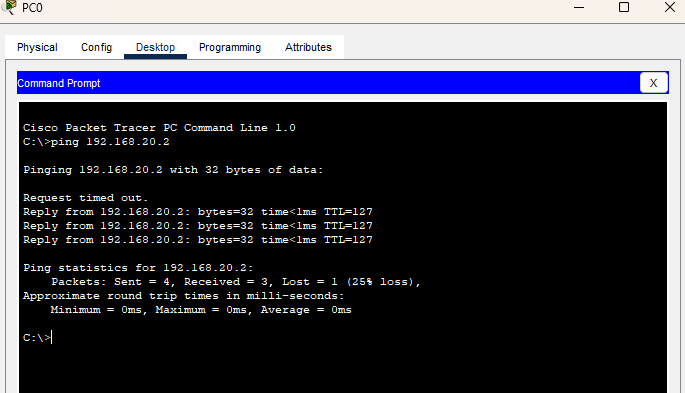 PC0
Physical Config Desktop Programming Attributes
Command Prompt
X
Cisco Packet Tracer PC Command Line 1.0
C:\>ping 192.168.20.2
Pinging 192.168.20.2 with 32 bytes of data:
Request timed out.
Reply from 192.168.20.2: bytes=32 time<1ms TTL=127
Reply from 192.168.20.2: bytes=32 time<1ms TTL=127
Reply from 192.168.20.2: bytes=32 time<1ms TTL=127
Ping statistics for 192.168.20.2:
Packets: Sent = 4, Received = 3, Lost = 1 (25% loss),
Approximate round trip times in milli-seconds:
Minimum = 0ms, Maximum = 0ms, Average = 0ms
C:\>